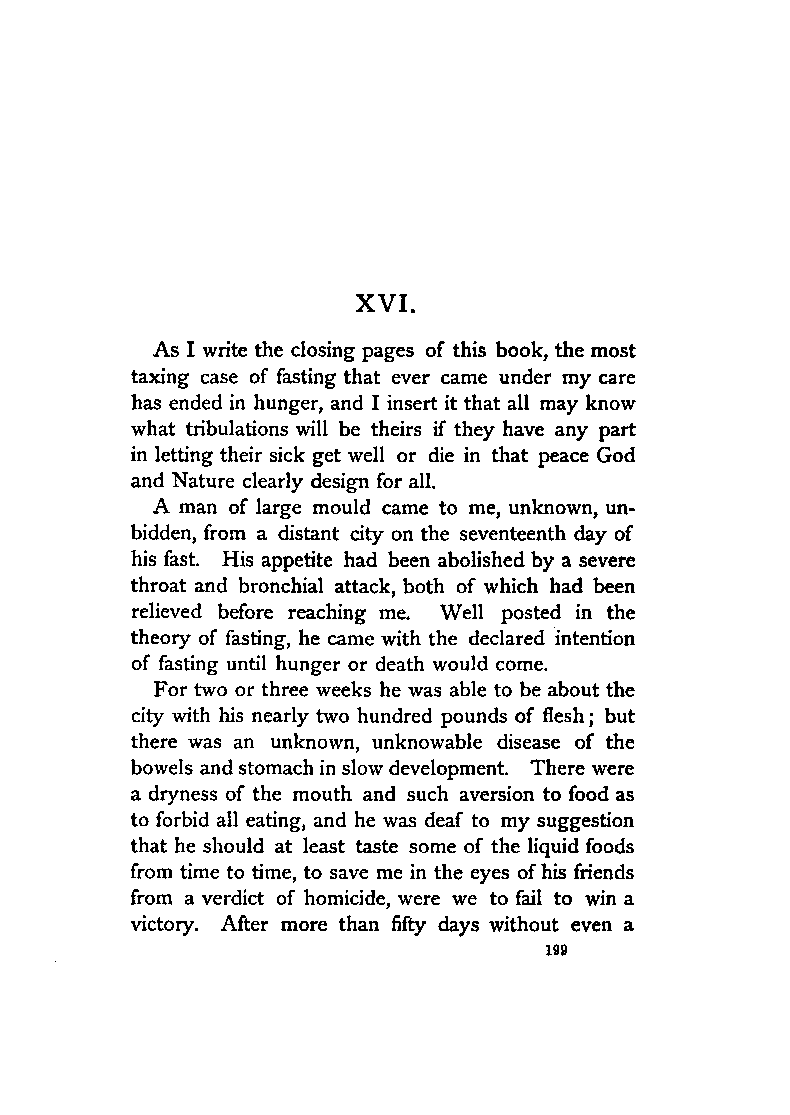 XVI.
As I write the closing pages of this book, the most
taxing case of fasting that ever came under my care
has ended in hunger, and I insert it that all may know
what tribulations will be theirs if they have any part
in letting their sick get well or die in that peace God
and Nature clearly design for all.
A man of large mould came to me, unknown, un-
bidden, from a distant city on the seventeenth day of
his fast. His appetite had been abolished by a severe
throat and bronchial attack, both of which had been
relieved before reaching me. Well posted in the
theory of fasting, he came with the declared intention
of fasting until hunger or death would come.
For two or three weeks he was able to be about the
city with his nearly two hundred pounds of flesh; but
there was an unknown, unknowable disease of the
bowels and stomach in slow development. There were
a dryness of the mouth and such aversion to food as
to forbid all eating, and he was deaf to my suggestion
that he should at least taste some of the liquid foods
from time to time, to save me in the eyes of his friends
from a verdict of homicide, were we to fail to win a
victory. After more than fifty days without even a
199